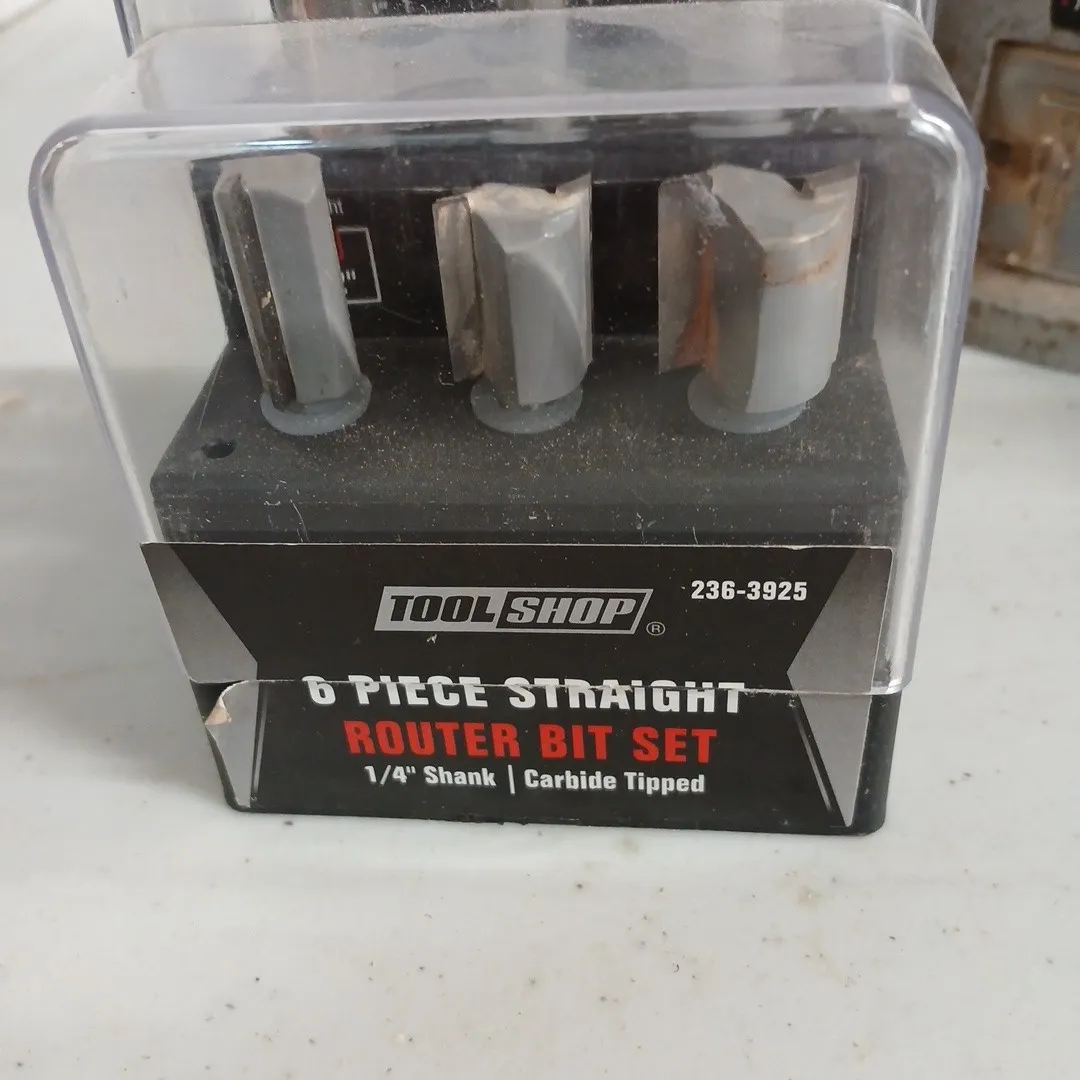 TOOL SHOP®
236-3925
6 PIECE STRAIGHT
ROUTER BIT SET
1/4" Shank | Carbide Tipped